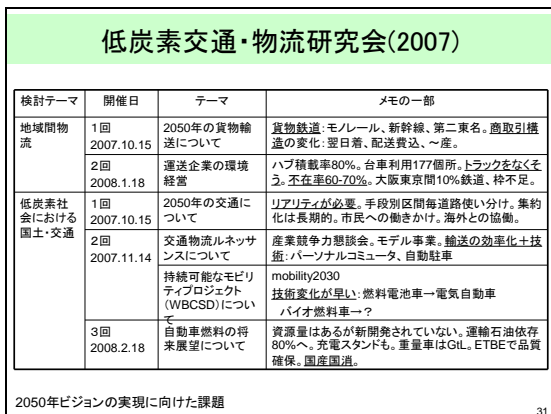 低炭素交通・物流研究会(2007)
検討テーマ 開催日 テーマ メモの一部
地域間物
流
1回
2007.10.15
2050年の貨物輸
送について
貨物鉄道:モノレール、新幹線、第二東名。商取引構
造の変化:翌日着、配送費込、~産。
2回
2008.1.18
運送企業の環境
経営
ハブ積載率80%。台車利用177個所。トラックをなくそ
う。不在率60-70%。大阪東京間10%鉄道、枠不足。
低炭素社
会における
国土・交通
1回
2007.10.15
2050年の交通に
ついて
リアリティが必要。手段別区間毎道路使い分け。集約
化は長期的。市民への働きかけ。海外との協働。
2回
2007.11.14
交通物流ルネッサ
ンスについて
産業競争力懇談会。モデル事業。輸送の効率化+技
術:パーソナルコミュータ、自動駐車
持続可能なモビリ
ティプロジェクト
(WBCSD)につい
て
mobility2030
技術変化が早い:燃料電池車→電気自動車
バイオ燃料車→?
3回
2008.2.18
自動車燃料の将
来展望について
資源量はあるが新開発されていない。運輸石油依存
80%へ。充電スタンドも。重量車はGtL。ETBEで品質
確保。国産国消。
2050年ビジョンの実現に向けた課題
31